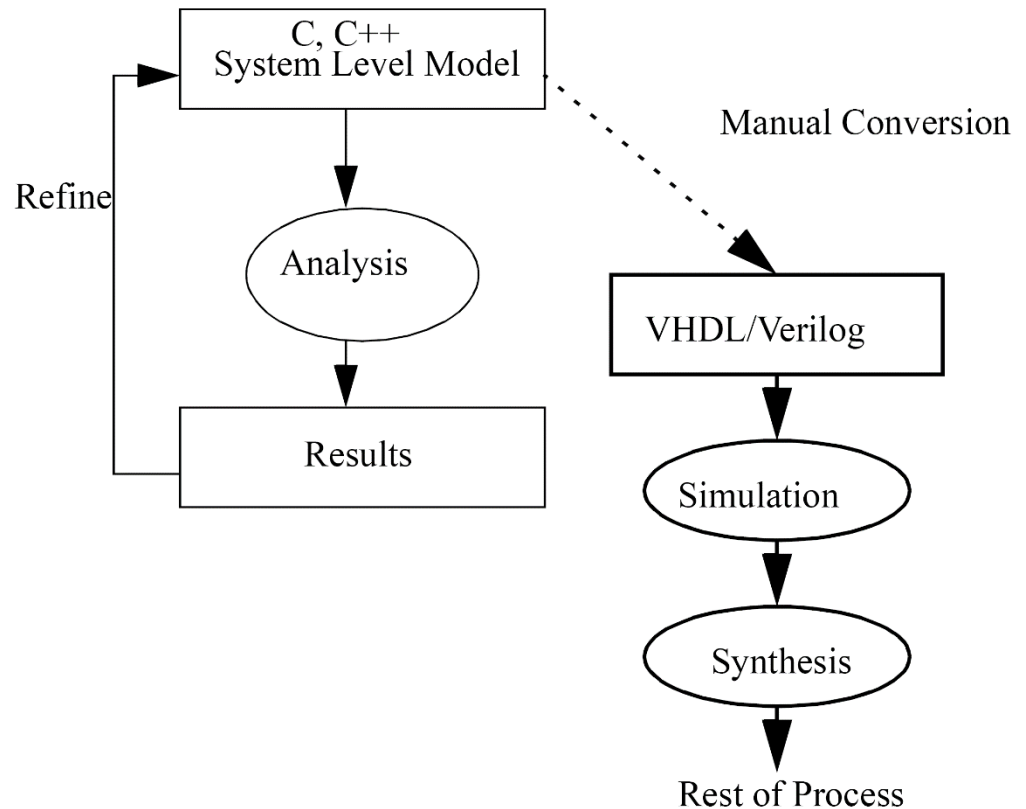 C, C++
System Level Model
Manual Conversion
Refine
Analysis
VHDL/Verilog
Results
Simulation
Synthesis
Rest of Process